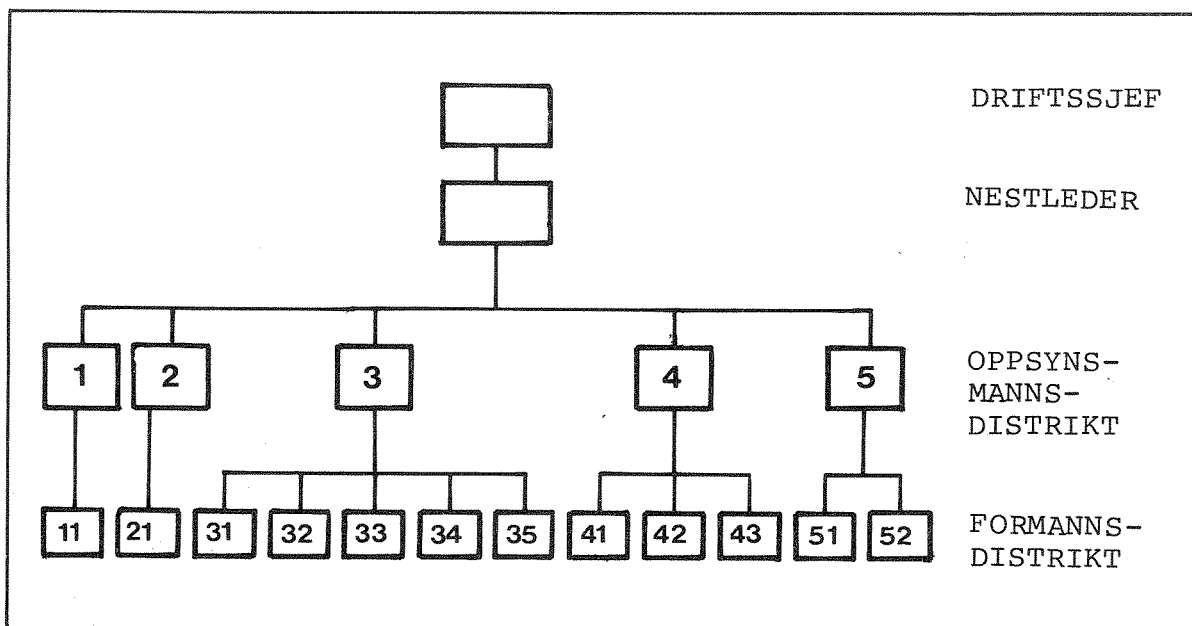 DRIFTSSJEF
NESTLEDER
1 2 3 4 5
OPPSYNS-
MANNS-
DISTRIKT
11 21 31 32 33 34 35 41 42 43 51 52
FORMANNS-
DISTRIKT